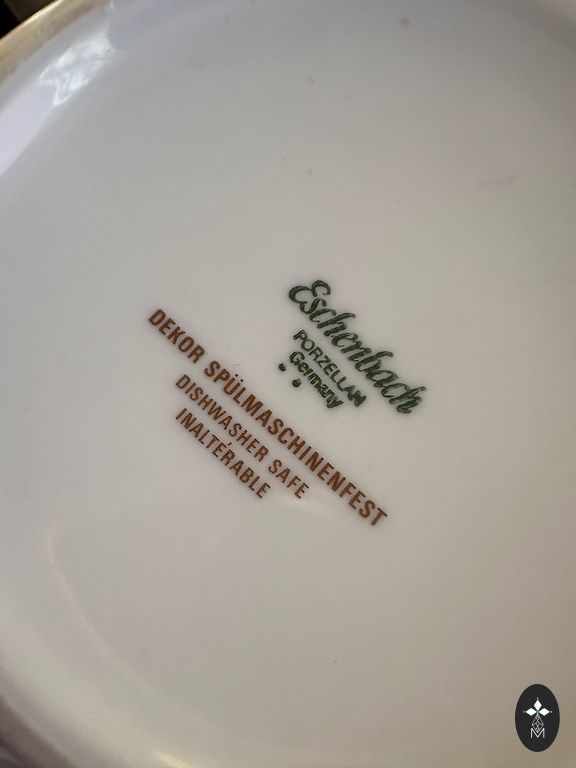 Eschenbach
PORZELLAN
Germany
DEKOR SPÜLMASCHINENFEST
DISHWASHER SAFE
INALTÉRABLE